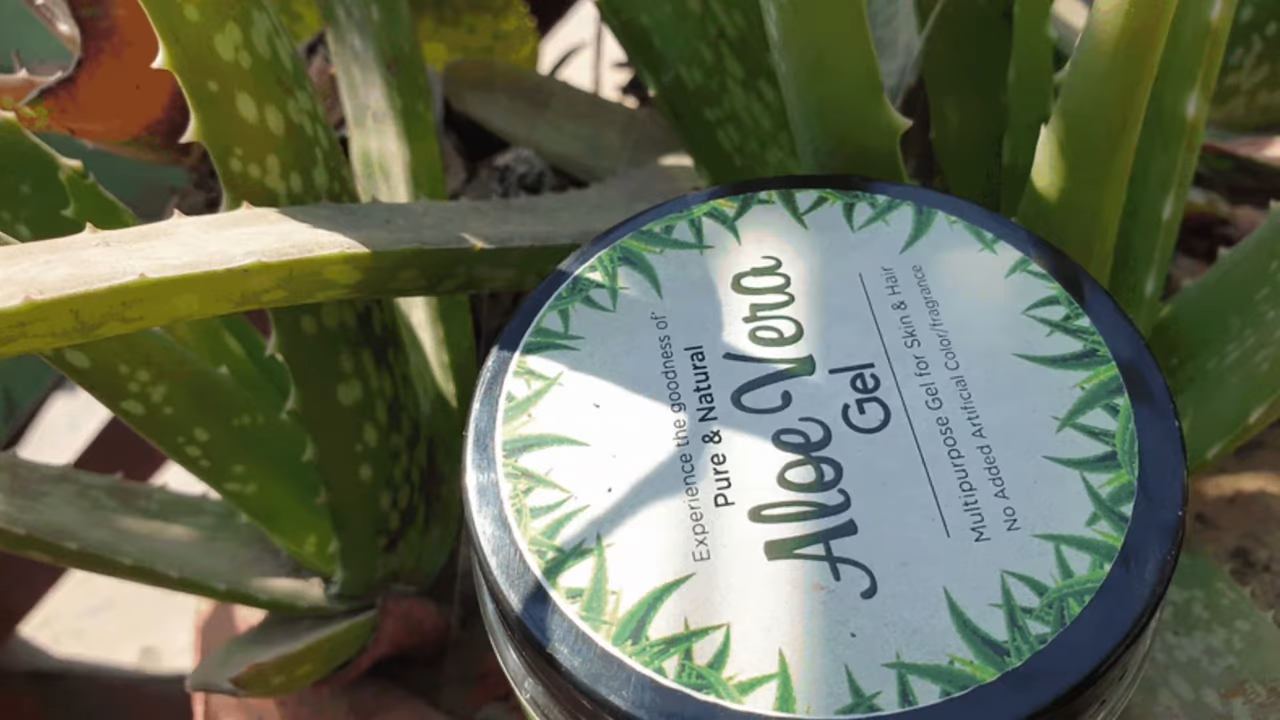 Experience the goodness of
Pure & Natural
Aloe Vera
Gel
Multipurpose Gel for Skin & Hair
No Added Artificial Color/fragrance